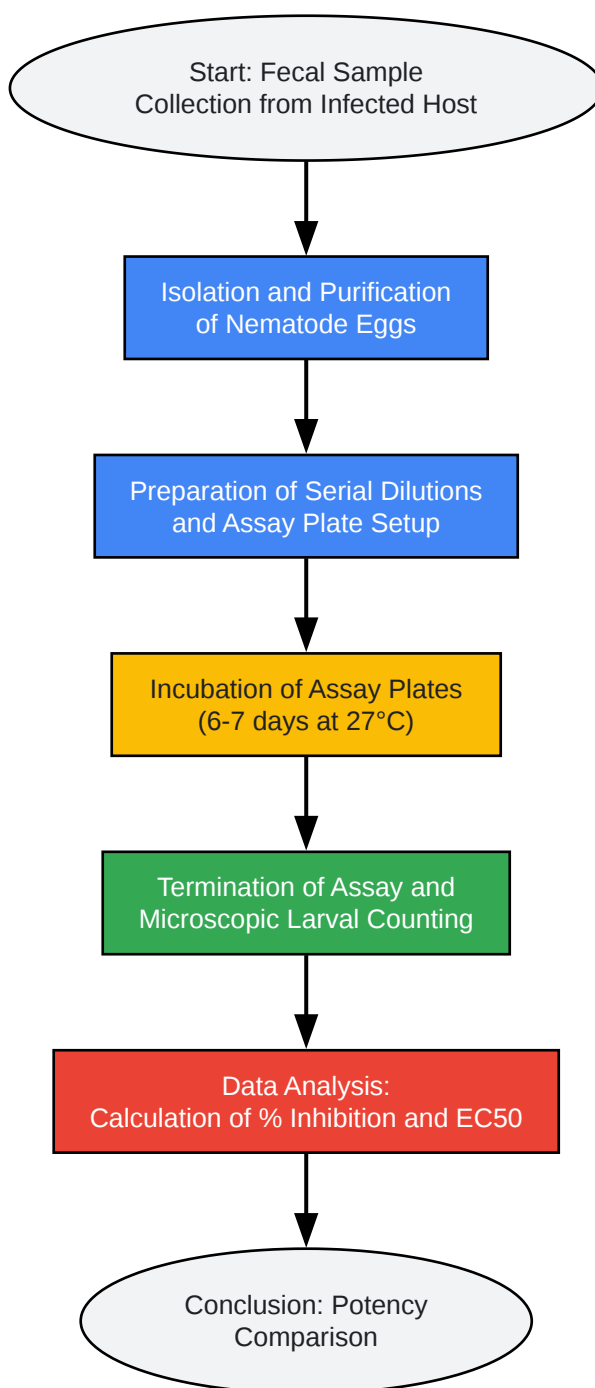 Start: Fecal Sample
Collection from Infected Host
Isolation and Purification
of Nematode Eggs
Preparation of Serial Dilutions
and Assay Plate Setup
Incubation of Assay Plates
(6-7 days at 27°C)
Termination of Assay and
Microscopic Larval Counting
Data Analysis:
Calculation of % Inhibition and EC50
Conclusion: Potency
Comparison